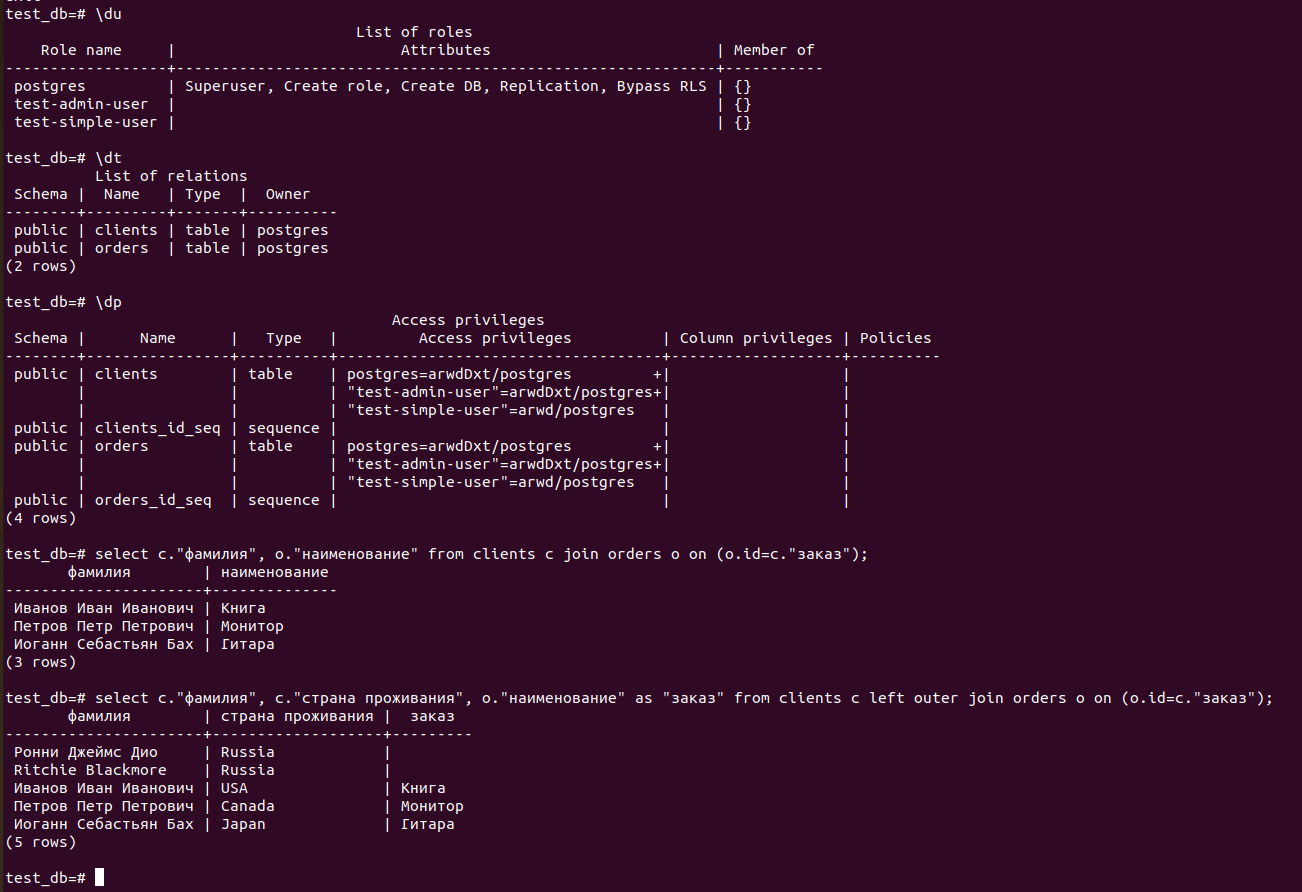 test_db=# \du
                                       List of roles
    Role name     |                         Attributes                         | Member of
------------------+------------------------------------------------------------+-----------
 postgres         | Superuser, Create role, Create DB, Replication, Bypass RLS | {}
 test-admin-user  |                                                            | {}
 test-simple-user |                                                            | {}

test_db=# \dt
          List of relations
 Schema |  Name   | Type  |  Owner
--------+---------+-------+----------
 public | clients | table | postgres
 public | orders  | table | postgres
(2 rows)

test_db=# \dp
                                           Access privileges
 Schema |      Name      |   Type   |         Access privileges          | Column privileges | Policies
--------+----------------+----------+------------------------------------+-------------------+----------
 public | clients        | table    | postgres=arwdDxt/postgres         +|                   |
        |                |          | "test-admin-user"=arwdDxt/postgres+|                   |
        |                |          | "test-simple-user"=arwd/postgres   |                   |
 public | clients_id_seq | sequence |                                    |                   |
 public | orders         | table    | postgres=arwdDxt/postgres         +|                   |
        |                |          | "test-admin-user"=arwdDxt/postgres+|                   |
        |                |          | "test-simple-user"=arwd/postgres   |                   |
 public | orders_id_seq  | sequence |                                    |                   |
(4 rows)

test_db=# select c."фамилия", o."наименование" from clients c join orders o on (o.id=c."заказ");
       фамилия        | наименование
----------------------+--------------
 Иванов Иван Иванович | Книга
 Петров Петр Петрович | Монитор
 Иоганн Себастьян Бах | Гитара
(3 rows)

test_db=# select c."фамилия", c."страна проживания", o."наименование" as "заказ" from clients c left outer join orders o on (o.id=c."заказ");
       фамилия        | страна проживания |  заказ
----------------------+-------------------+---------
 Ронни Джеймс Дио     | Russia            |
 Ritchie Blackmore    | Russia            |
 Иванов Иван Иванович | USA               | Книга
 Петров Петр Петрович | Canada            | Монитор
 Иоганн Себастьян Бах | Japan             | Гитара
(5 rows)

test_db=#